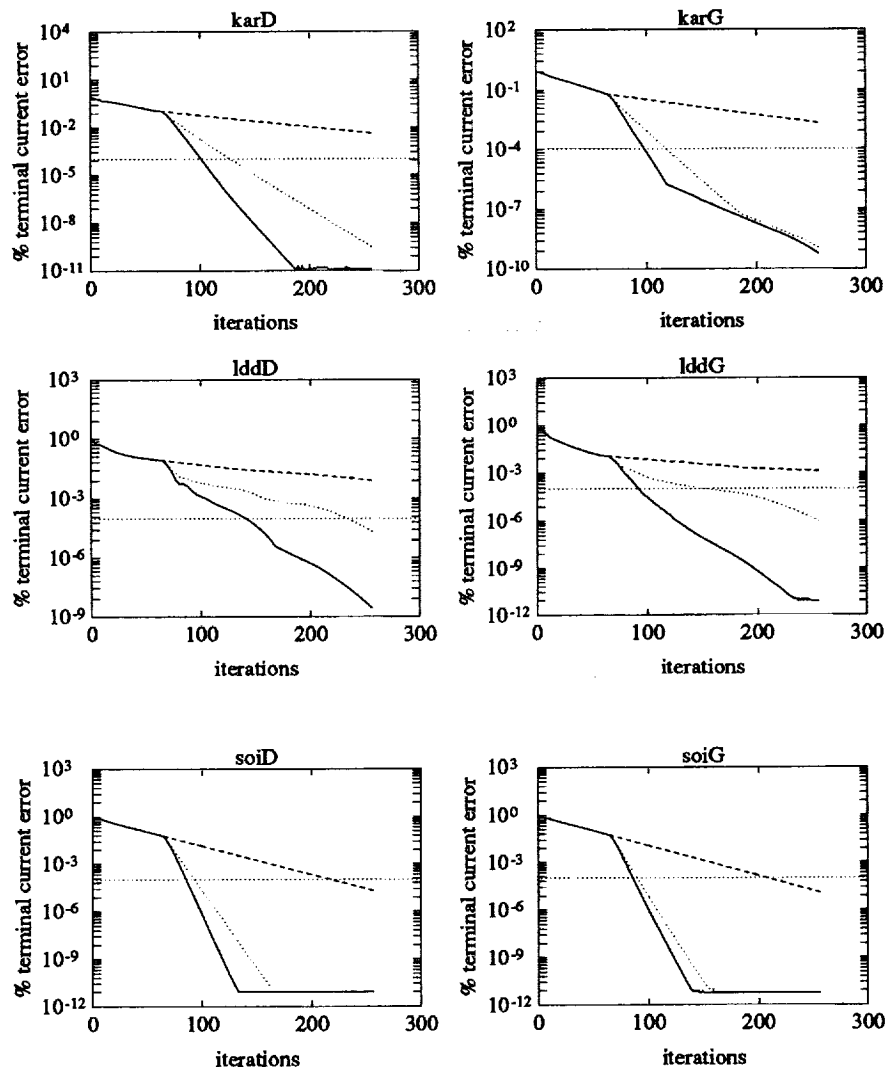 karD
10^4
10^1
10^-2
10^-5
10^-8
10^-11
% terminal current error
0 100 200 300
iterations
karG
10^2
10^-1
10^-4
10^-7
10^-10
% terminal current error
0 100 200 300
iterations
lddD
10^3
10^0
10^-3
10^-6
10^-9
% terminal current error
0 100 200 300
iterations
lddG
10^3
10^0
10^-3
10^-6
10^-9
10^-12
% terminal current error
0 100 200 300
iterations
soiD
10^3
10^0
10^-3
10^-6
10^-9
10^-12
% terminal current error
0 100 200 300
iterations
soiG
10^3
10^0
10^-3
10^-6
10^-9
10^-12
% terminal current error
0 100 200 300
iterations